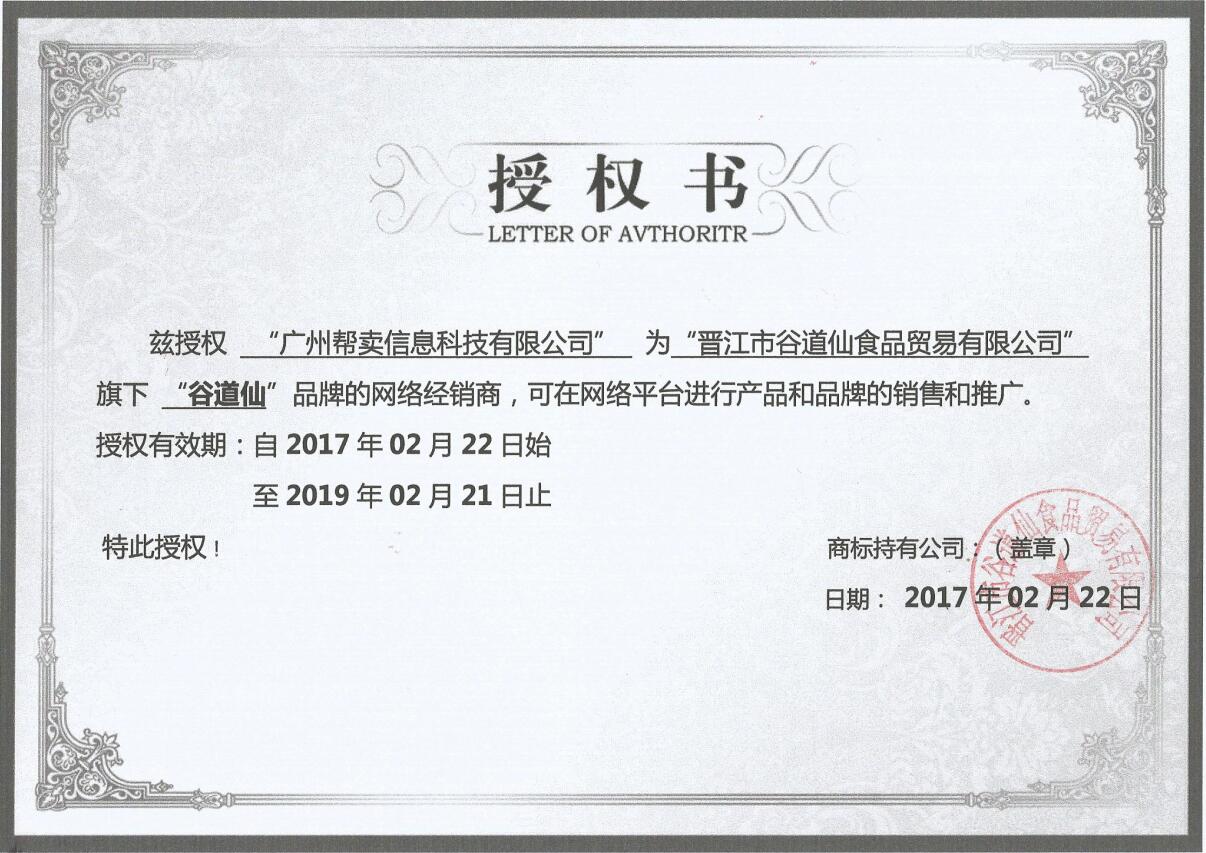 授权书
LETTER OF AVTHORITR
兹授权 “广州帮卖信息科技有限公司” 为“晋江市谷道仙食品贸易有限公司”
旗下 “谷道仙”品牌的网络经销商，可在网络平台进行产品和品牌的销售和推广。
授权有效期：自 2017 年 02 月 22 日始
至 2019 年 02 月 21 日止
特此授权！
商标持有公司：（盖章）
日期： 2017 年 02 月 22 日
晋江市谷道仙食品贸易有限公司